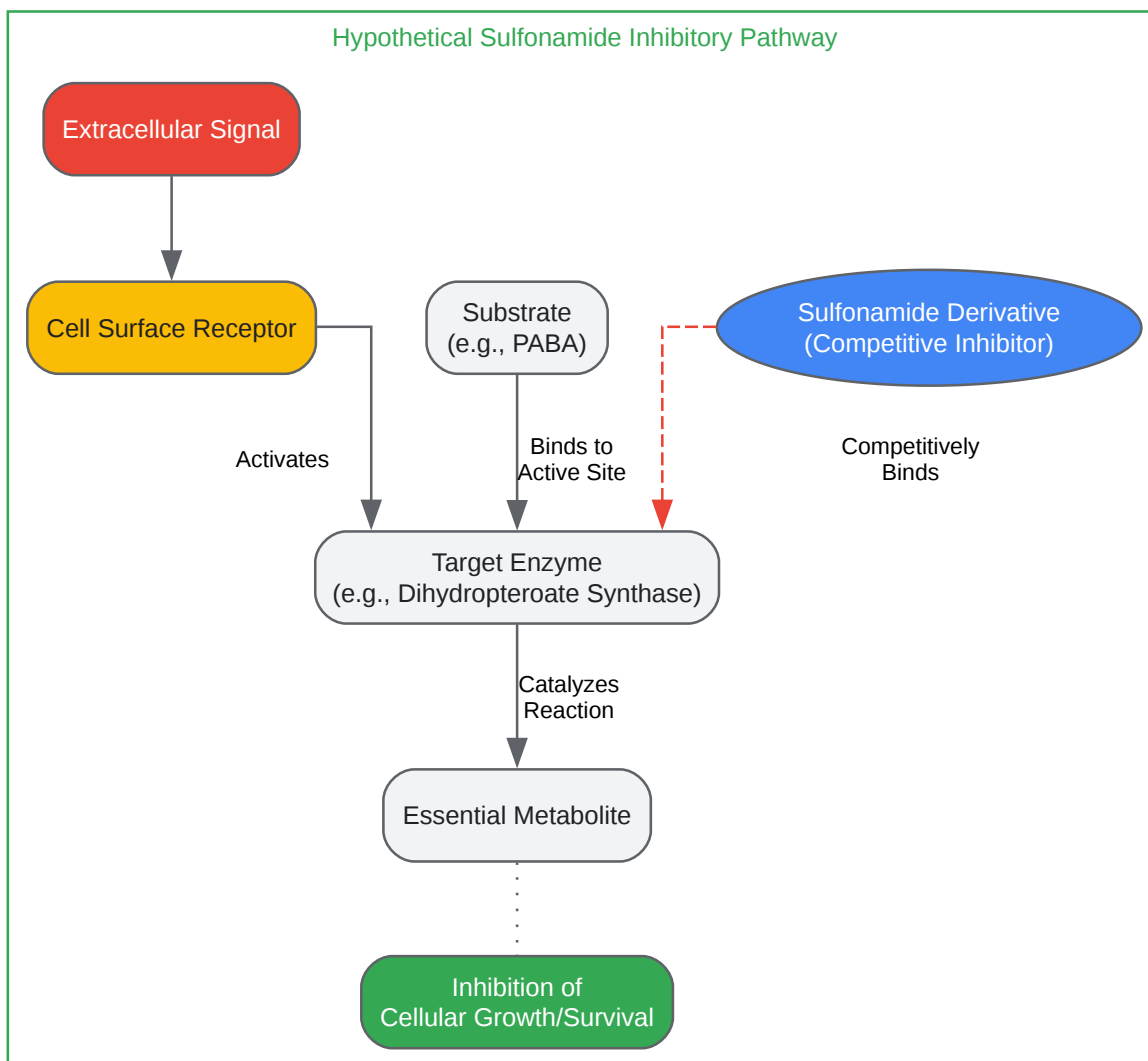 Hypothetical Sulfonamide Inhibitory Pathway
Extracellular Signal
Cell Surface Receptor
Substrate
(e.g., PABA)
Sulfonamide Derivative
(Competitive Inhibitor)
Activates
Binds to
Active Site
Competitively
Binds
Target Enzyme
(e.g., Dihydropteroate Synthase)
Catalyzes
Reaction
Essential Metabolite
Inhibition of
Cellular Growth/Survival